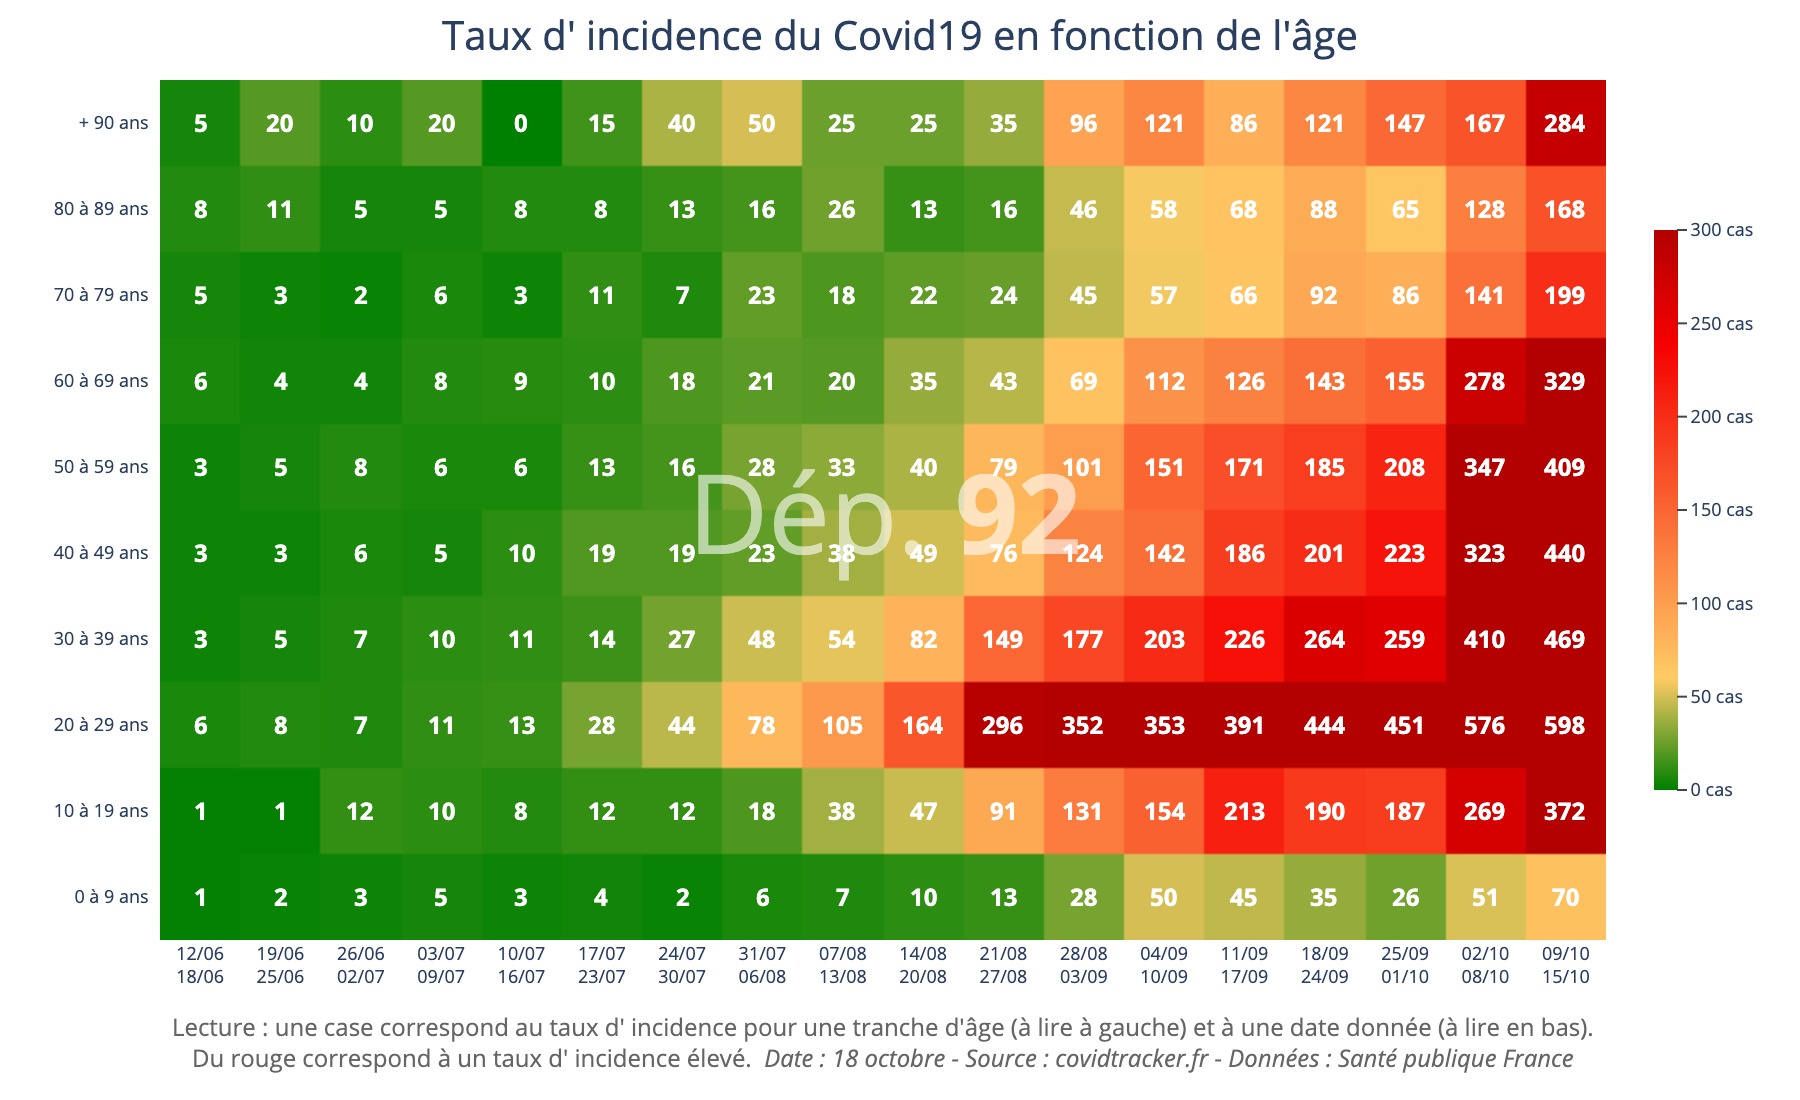 Taux d' incidence du Covid19 en fonction de l'âge
+ 90 ans 5 20 10 20 0 15 40 50 25 25 35 96 121 86 121 147 167 284
80 à 89 ans 8 11 5 5 8 8 13 16 26 13 16 46 58 68 88 65 128 168
70 à 79 ans 5 3 2 6 3 11 7 23 18 22 24 45 57 66 92 86 141 199
60 à 69 ans 6 4 4 8 9 10 18 21 20 35 43 69 112 126 143 155 278 329
50 à 59 ans 3 5 8 6 6 13 16 28 33 40 79 101 151 171 185 208 347 409
Dép. 92
40 à 49 ans 3 3 6 5 10 19 19 23 38 49 76 124 142 186 201 223 323 440
30 à 39 ans 3 5 7 10 11 14 27 48 54 82 149 177 203 226 264 259 410 469
20 à 29 ans 6 8 7 11 13 28 44 78 105 164 296 352 353 391 444 451 576 598
10 à 19 ans 1 1 12 10 8 12 12 18 38 47 91 131 154 213 190 187 269 372
0 à 9 ans 1 2 3 5 3 4 2 6 7 10 13 28 50 45 35 26 51 70
12/06 19/06 26/06 03/07 10/07 17/07 24/07 31/07 07/08 14/08 21/08 28/08 04/09 11/09 18/09 25/09 02/10 09/10
18/06 25/06 02/07 09/07 16/07 23/07 30/07 06/08 13/08 20/08 27/08 03/09 10/09 17/09 24/09 01/10 08/10 15/10
300 cas
250 cas
200 cas
150 cas
100 cas
50 cas
0 cas
Lecture : une case correspond au taux d' incidence pour une tranche d'âge (à lire à gauche) et à une date donnée (à lire en bas).
Du rouge correspond à un taux d' incidence élevé. Date : 18 octobre - Source : covidtracker.fr - Données : Santé publique France